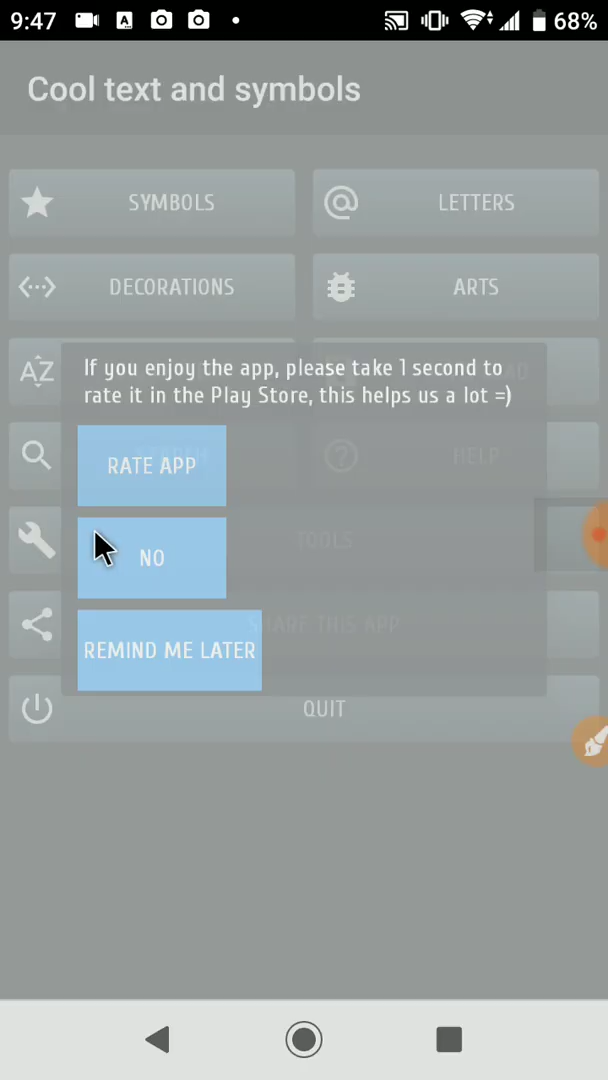 9:47
68%
Cool text and symbols
SYMBOLS
LETTERS
DECORATIONS
ARTS
If you enjoy the app, please take 1 second to
rate it in the Play Store, this helps us a lot =)
RATE APP
HELP
NO
TOOLS
REMIND ME LATER
SHARE THIS APP
QUIT